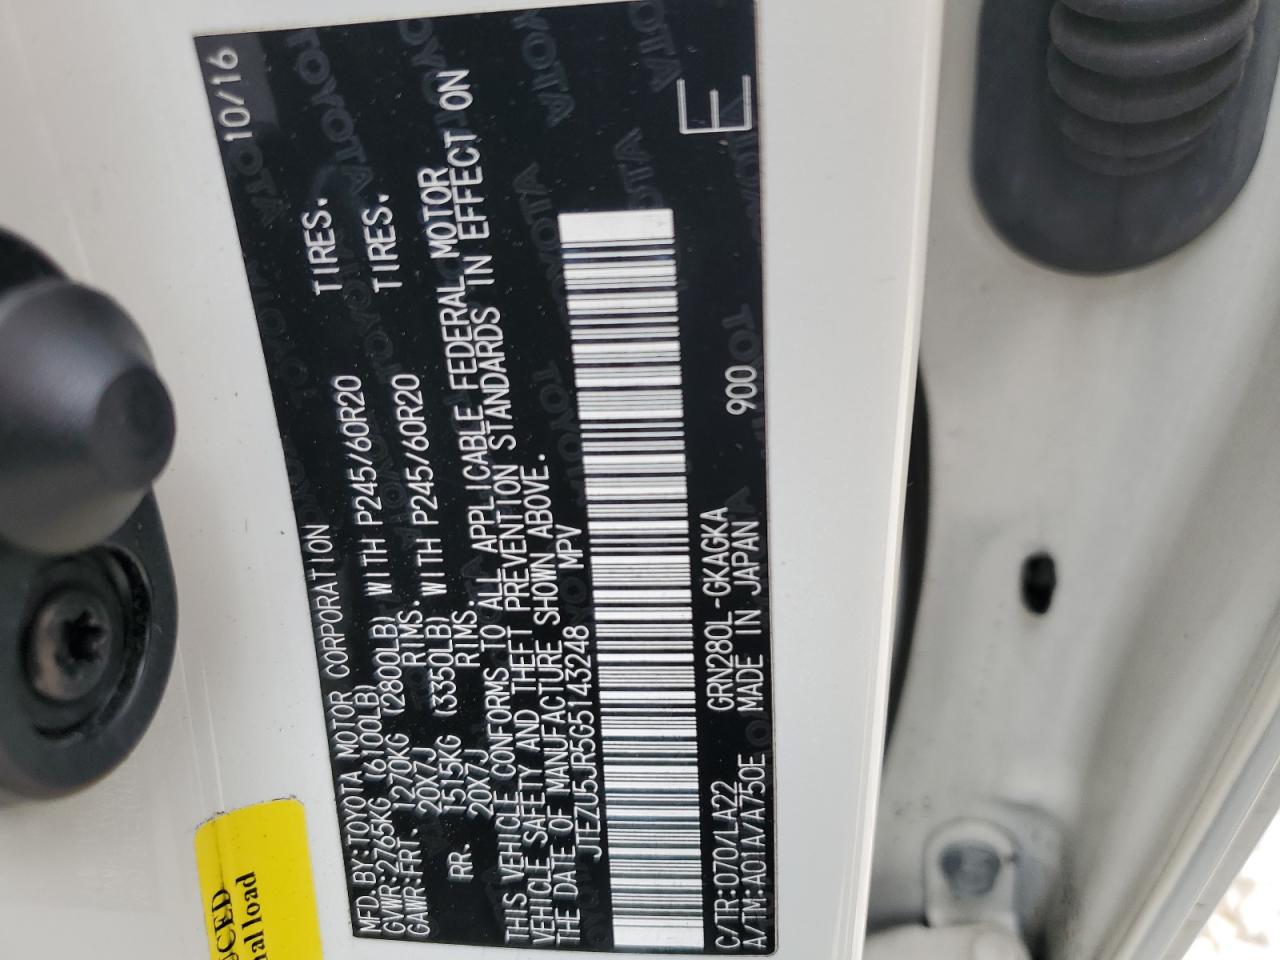 MFD. BY: TOYOTA MOTOR CORPORATION 10/16
GVWR: 2765KG (6100LB)
GAWR: FRT. 1270KG (2800LB) WITH P245/60R20 TIRES.
20X7J RIMS.
RR. 1515KG (3350LB) WITH P245/60R20 TIRES.
20X7J RIMS.
THIS VEHICLE CONFORMS TO ALL APPLICABLE FEDERAL MOTOR
VEHICLE SAFETY AND THEFT PREVENTION STANDARDS IN EFFECT ON
THE DATE OF MANUFACTURE SHOWN ABOVE.
JTEZU5JR5G5143248 MPV
E
C/TR: 070/LA22 GRN280L-GKAGKA 900
A/TM: A01A/A750E MADE IN JAPAN
nal load